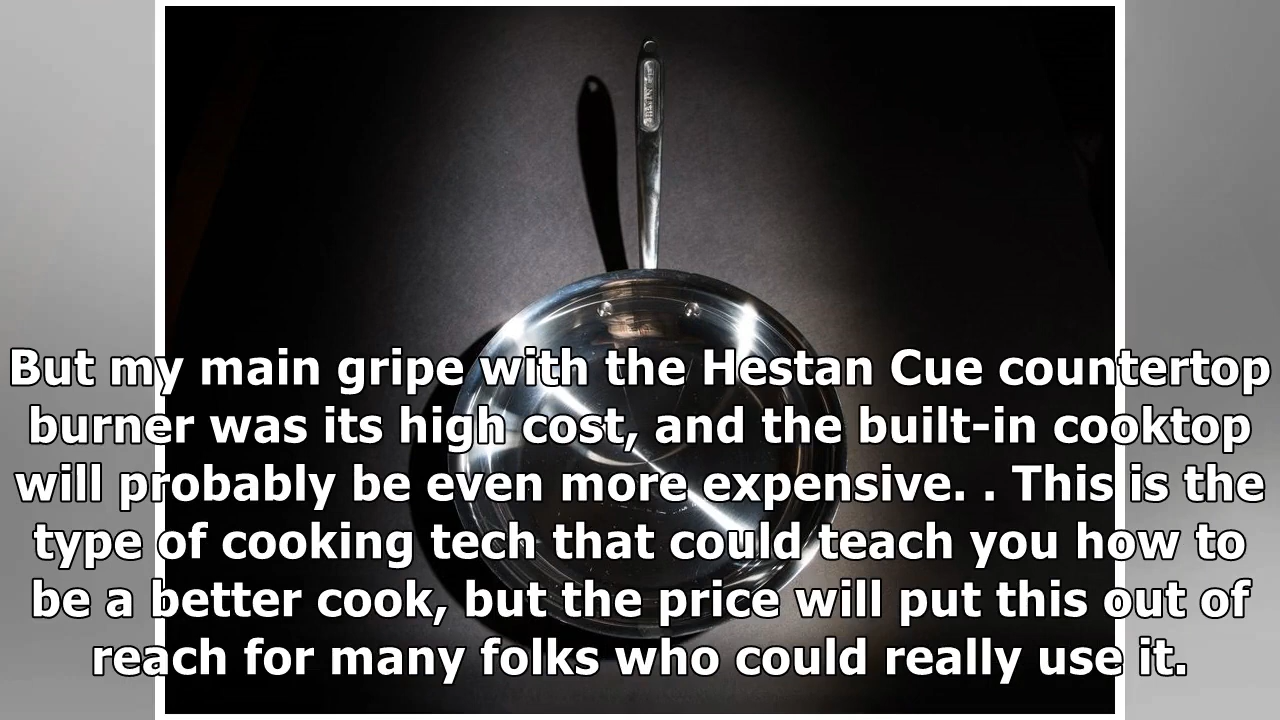 But my main gripe with the Hestan Cue countertop
burner was its high cost, and the built-in cooktop
will probably be even more expensive. . This is the
type of cooking tech that could teach you how to
be a better cook, but the price will put this out of
reach for many folks who could really use it.